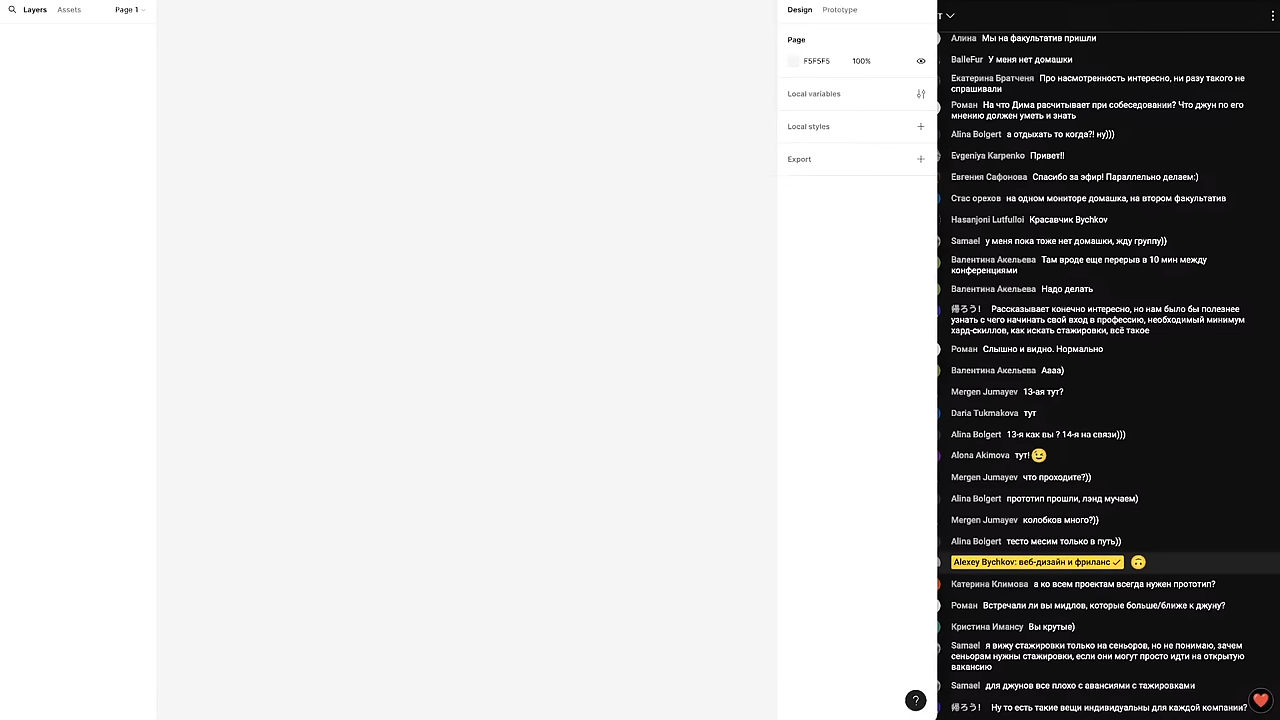 Layers Assets Page 1
Design Prototype
Page
F5F5F5 100%
Local variables
Local styles
Export
?
T
Алина Мы на факультатив пришли
BalleFur У меня нет домашки
Екатерина Братченя Про насмотренность интересно, ни разу такого не
спрашивали
Роман На что Дима расчитывает при собеседовании? Что джун по его
мнению должен уметь и знать
Alina Bolgert а отдыхать то когда?! ну)))
Evgeniya Karpenko Привет!!
Евгения Сафонова Спасибо за эфир! Параллельно делаем:)
Стас орехов на одном мониторе домашка, на втором факультатив
Hasanjoni Lutfulloi Красавчик Bychkov
Samael у меня пока тоже нет домашки, жду группу))
Валентина Акельева Там вроде еще перерыв в 10 мин между
конференциями
Валентина Акельева Надо делать
帰ろう! Рассказывает конечно интересно, но нам было бы полезнее
узнать с чего начинать свой вход в профессию, необходимый минимум
хард-скиллов, как искать стажировки, всё такое
Роман Слышно и видно. Нормально
Валентина Акельева Аааа)
Mergen Jumayev 13-ая тут?
Daria Tukmakova тут
Alina Bolgert 13-я как вы ? 14-я на связи)))
Alona Akimova тут!
Mergen Jumayev что проходите?))
Alina Bolgert прототип прошли, лэнд мучаем)
Mergen Jumayev колобков много?))
Alina Bolgert тесто месим только в путь))
Alexey Bychkov: веб-дизайн и фриланс
Катерина Климова а ко всем проектам всегда нужен прототип?
Роман Встречали ли вы мидлов, которые больше/ближе к джуну?
Кристина Имансу Вы крутые)
Samael я вижу стажировки только на сеньоров, но не понимаю, зачем
сеньорам нужны стажировки, если они могут просто идти на открытую
вакансию
Samael для джунов все плохо с авансиями с тажировками
帰ろう! Ну то есть такие вещи индивидуальны для каждой компании?